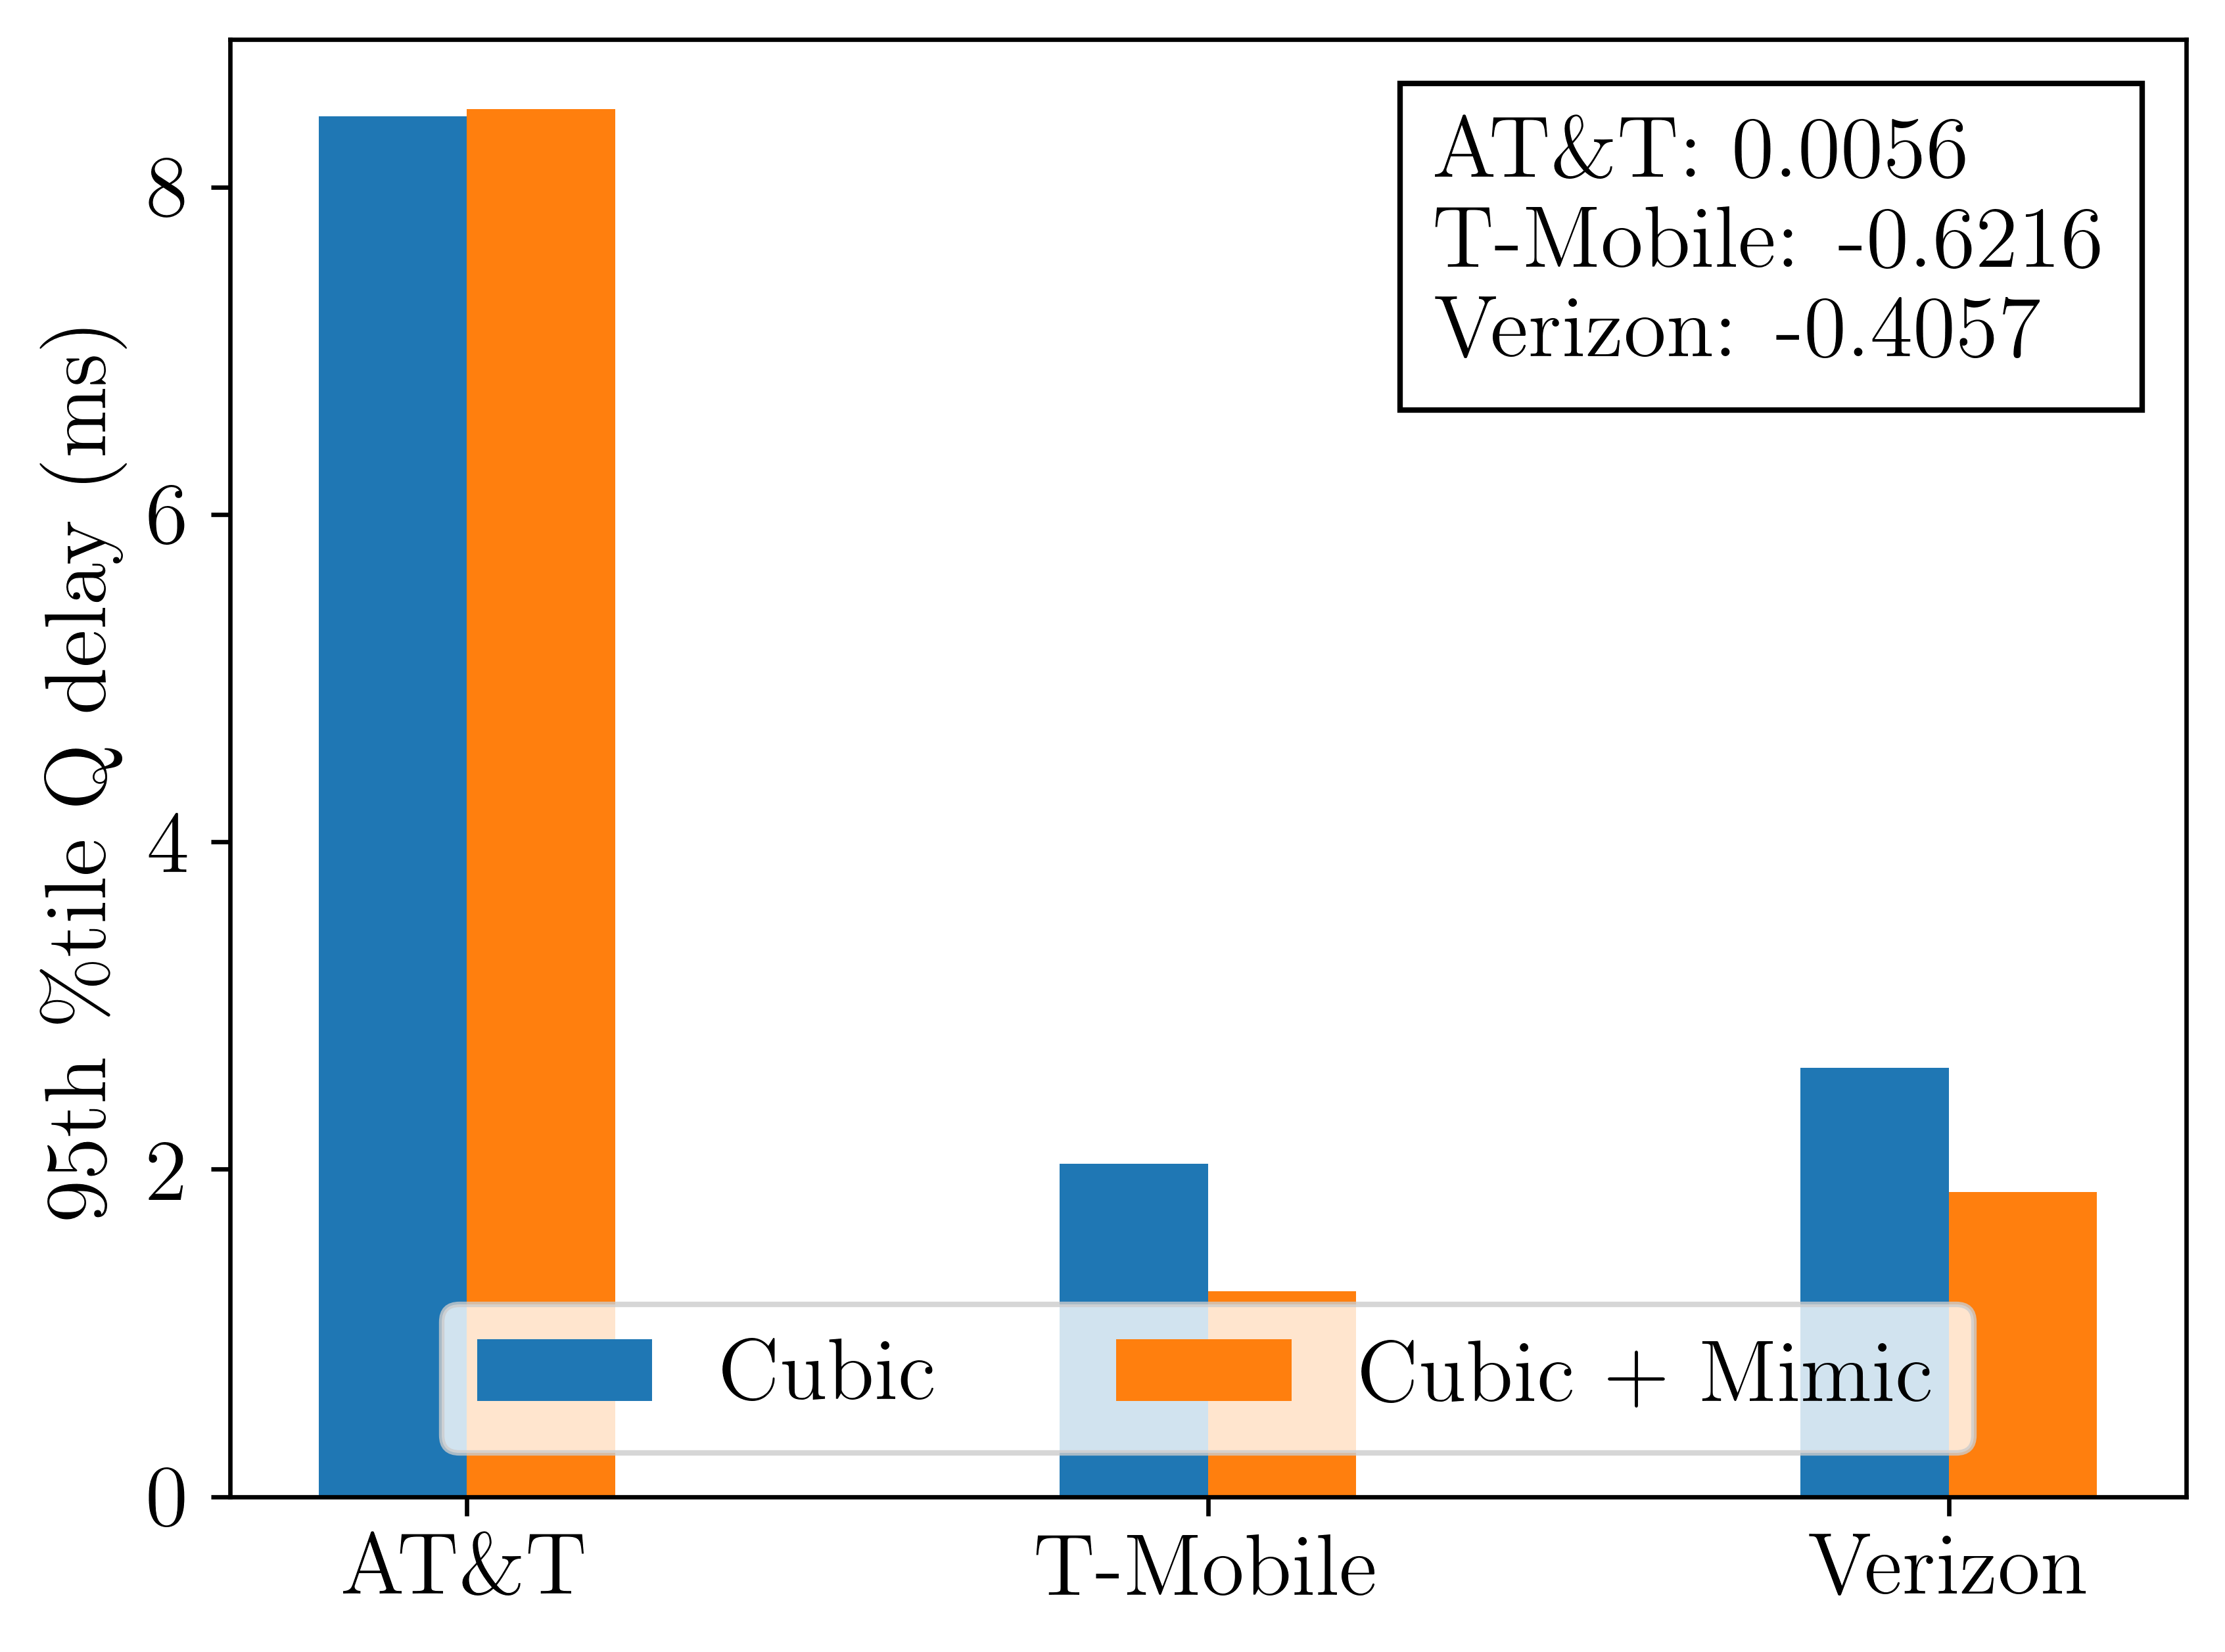 95th %tile Q delay (ms)
8
6
4
2
0
AT&T: 0.0056
T-Mobile: -0.6216
Verizon: -0.4057
Cubic
Cubic + Mimic
AT&T
T-Mobile
Verizon